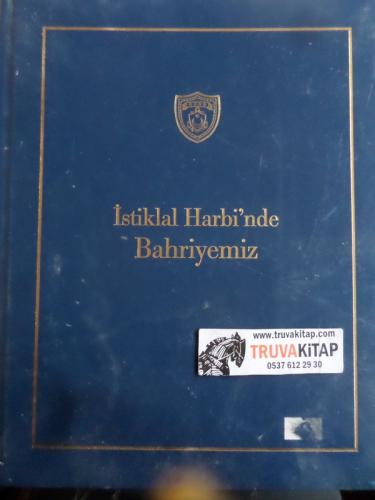 İstiklal Harbi'nde
Bahriyemiz
www.truvakitap.com
TRUVAKİTAP
0537 612 29 30